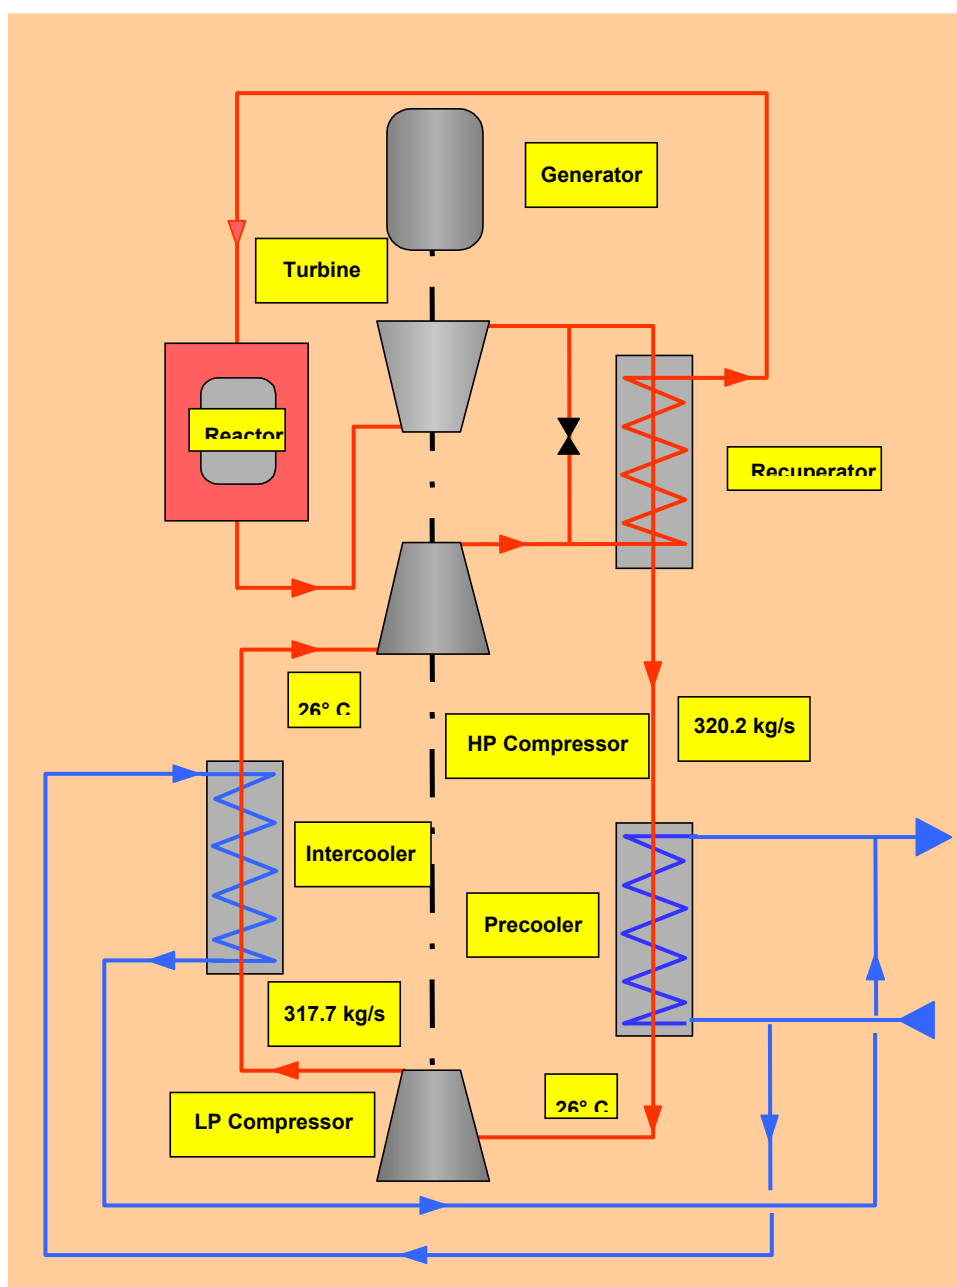 Generator
Turbine
Reactor
Recuperator
26° C
HP Compressor
320.2 kg/s
Intercooler
Precooler
317.7 kg/s
26° C
LP Compressor